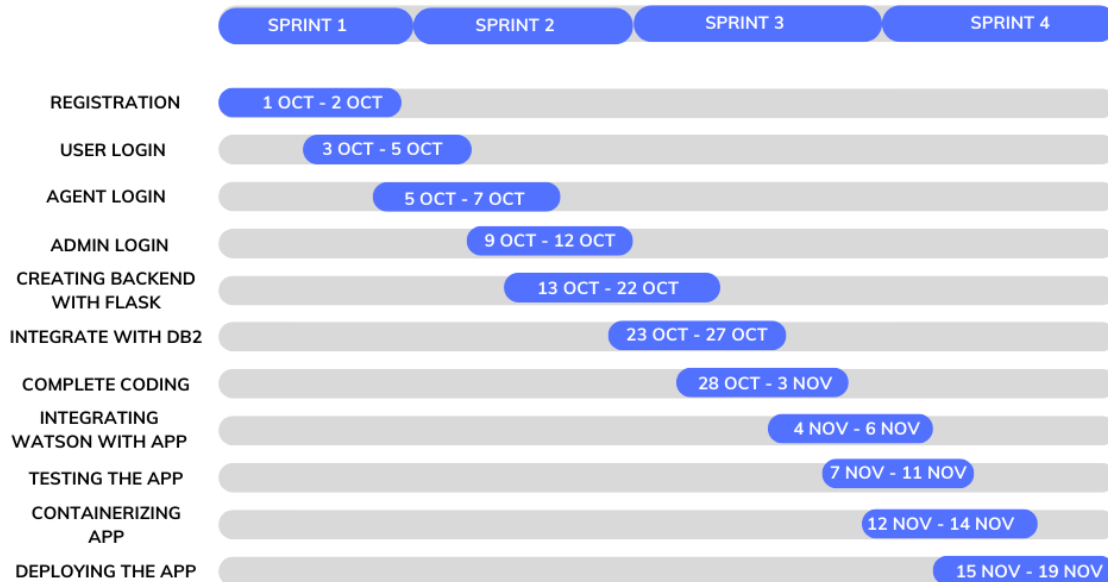 SPRINT 1
SPRINT 2
SPRINT 3
SPRINT 4
REGISTRATION
1 OCT - 2 OCT
USER LOGIN
3 OCT - 5 OCT
AGENT LOGIN
5 OCT - 7 OCT
ADMIN LOGIN
9 OCT - 12 OCT
CREATING BACKEND
WITH FLASK
13 OCT - 22 OCT
INTEGRATE WITH DB2
23 OCT - 27 OCT
COMPLETE CODING
28 OCT - 3 NOV
INTEGRATING
WATSON WITH APP
4 NOV - 6 NOV
TESTING THE APP
7 NOV - 11 NOV
CONTAINERIZING
APP
12 NOV - 14 NOV
DEPLOYING THE APP
15 NOV - 19 NOV